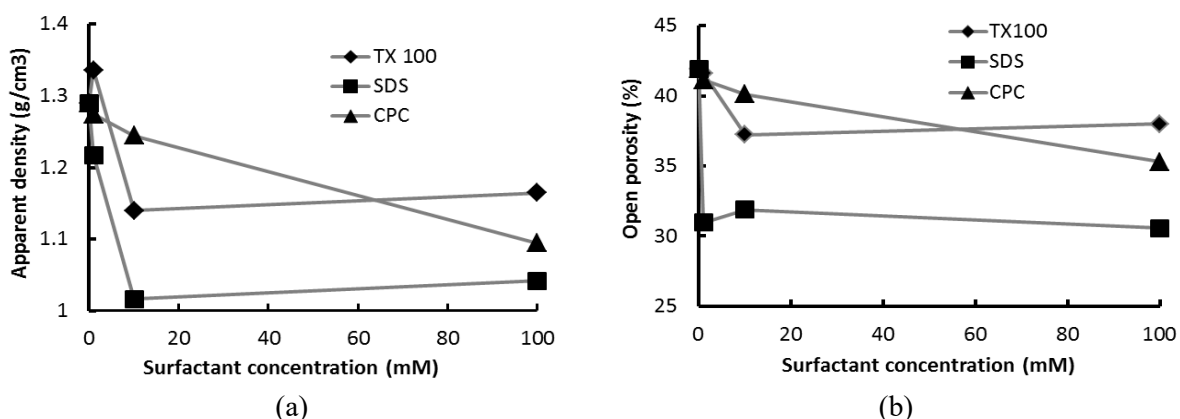 1.4
1.3
1.2
1.1
1
0
20
40
60
80
100
Apparent density (g/cm3)
Surfactant concentration (mM)
TX 100
SDS
CPC
(a)
45
40
35
30
25
0
20
40
60
80
100
Open porosity (%)
Surfactant concentration (mM)
TX100
SDS
CPC
(b)